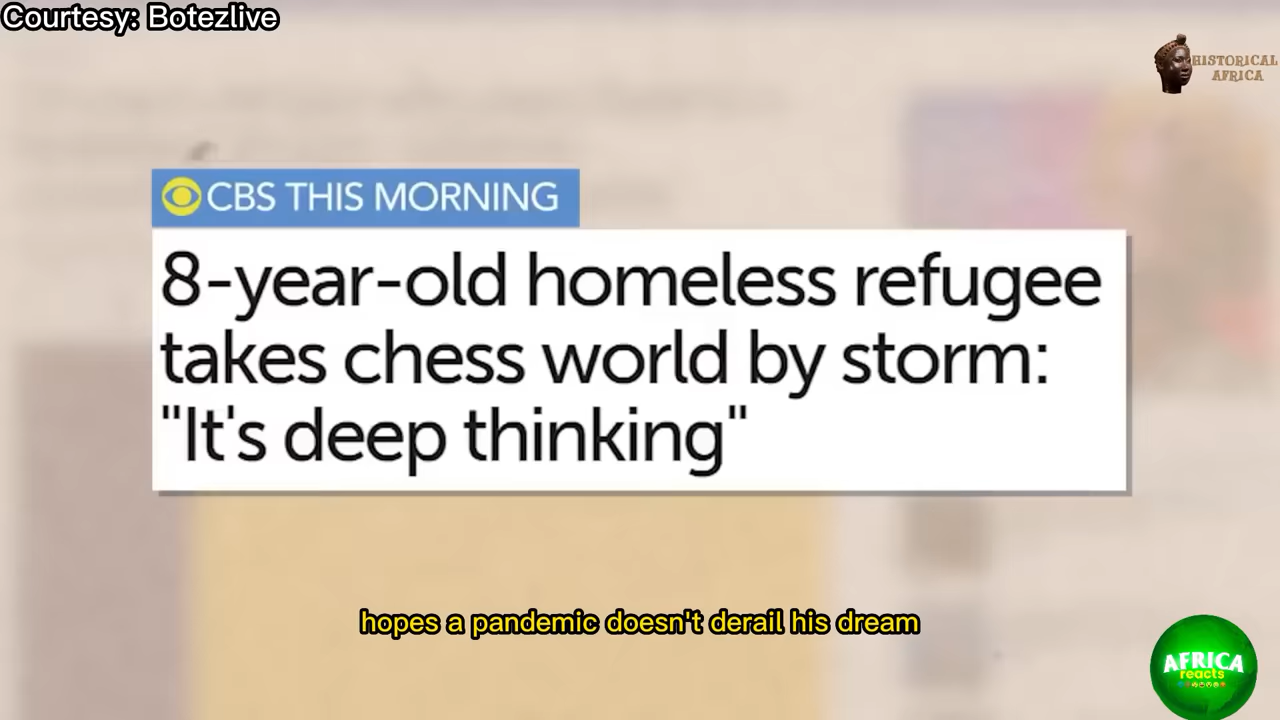 Courtesy: Botezlive
HISTORICAL
AFRICA
CBS THIS MORNING
8-year-old homeless refugee
takes chess world by storm:
"It's deep thinking"
hopes a pandemic doesn't derail his dream
AFRICA
reacts